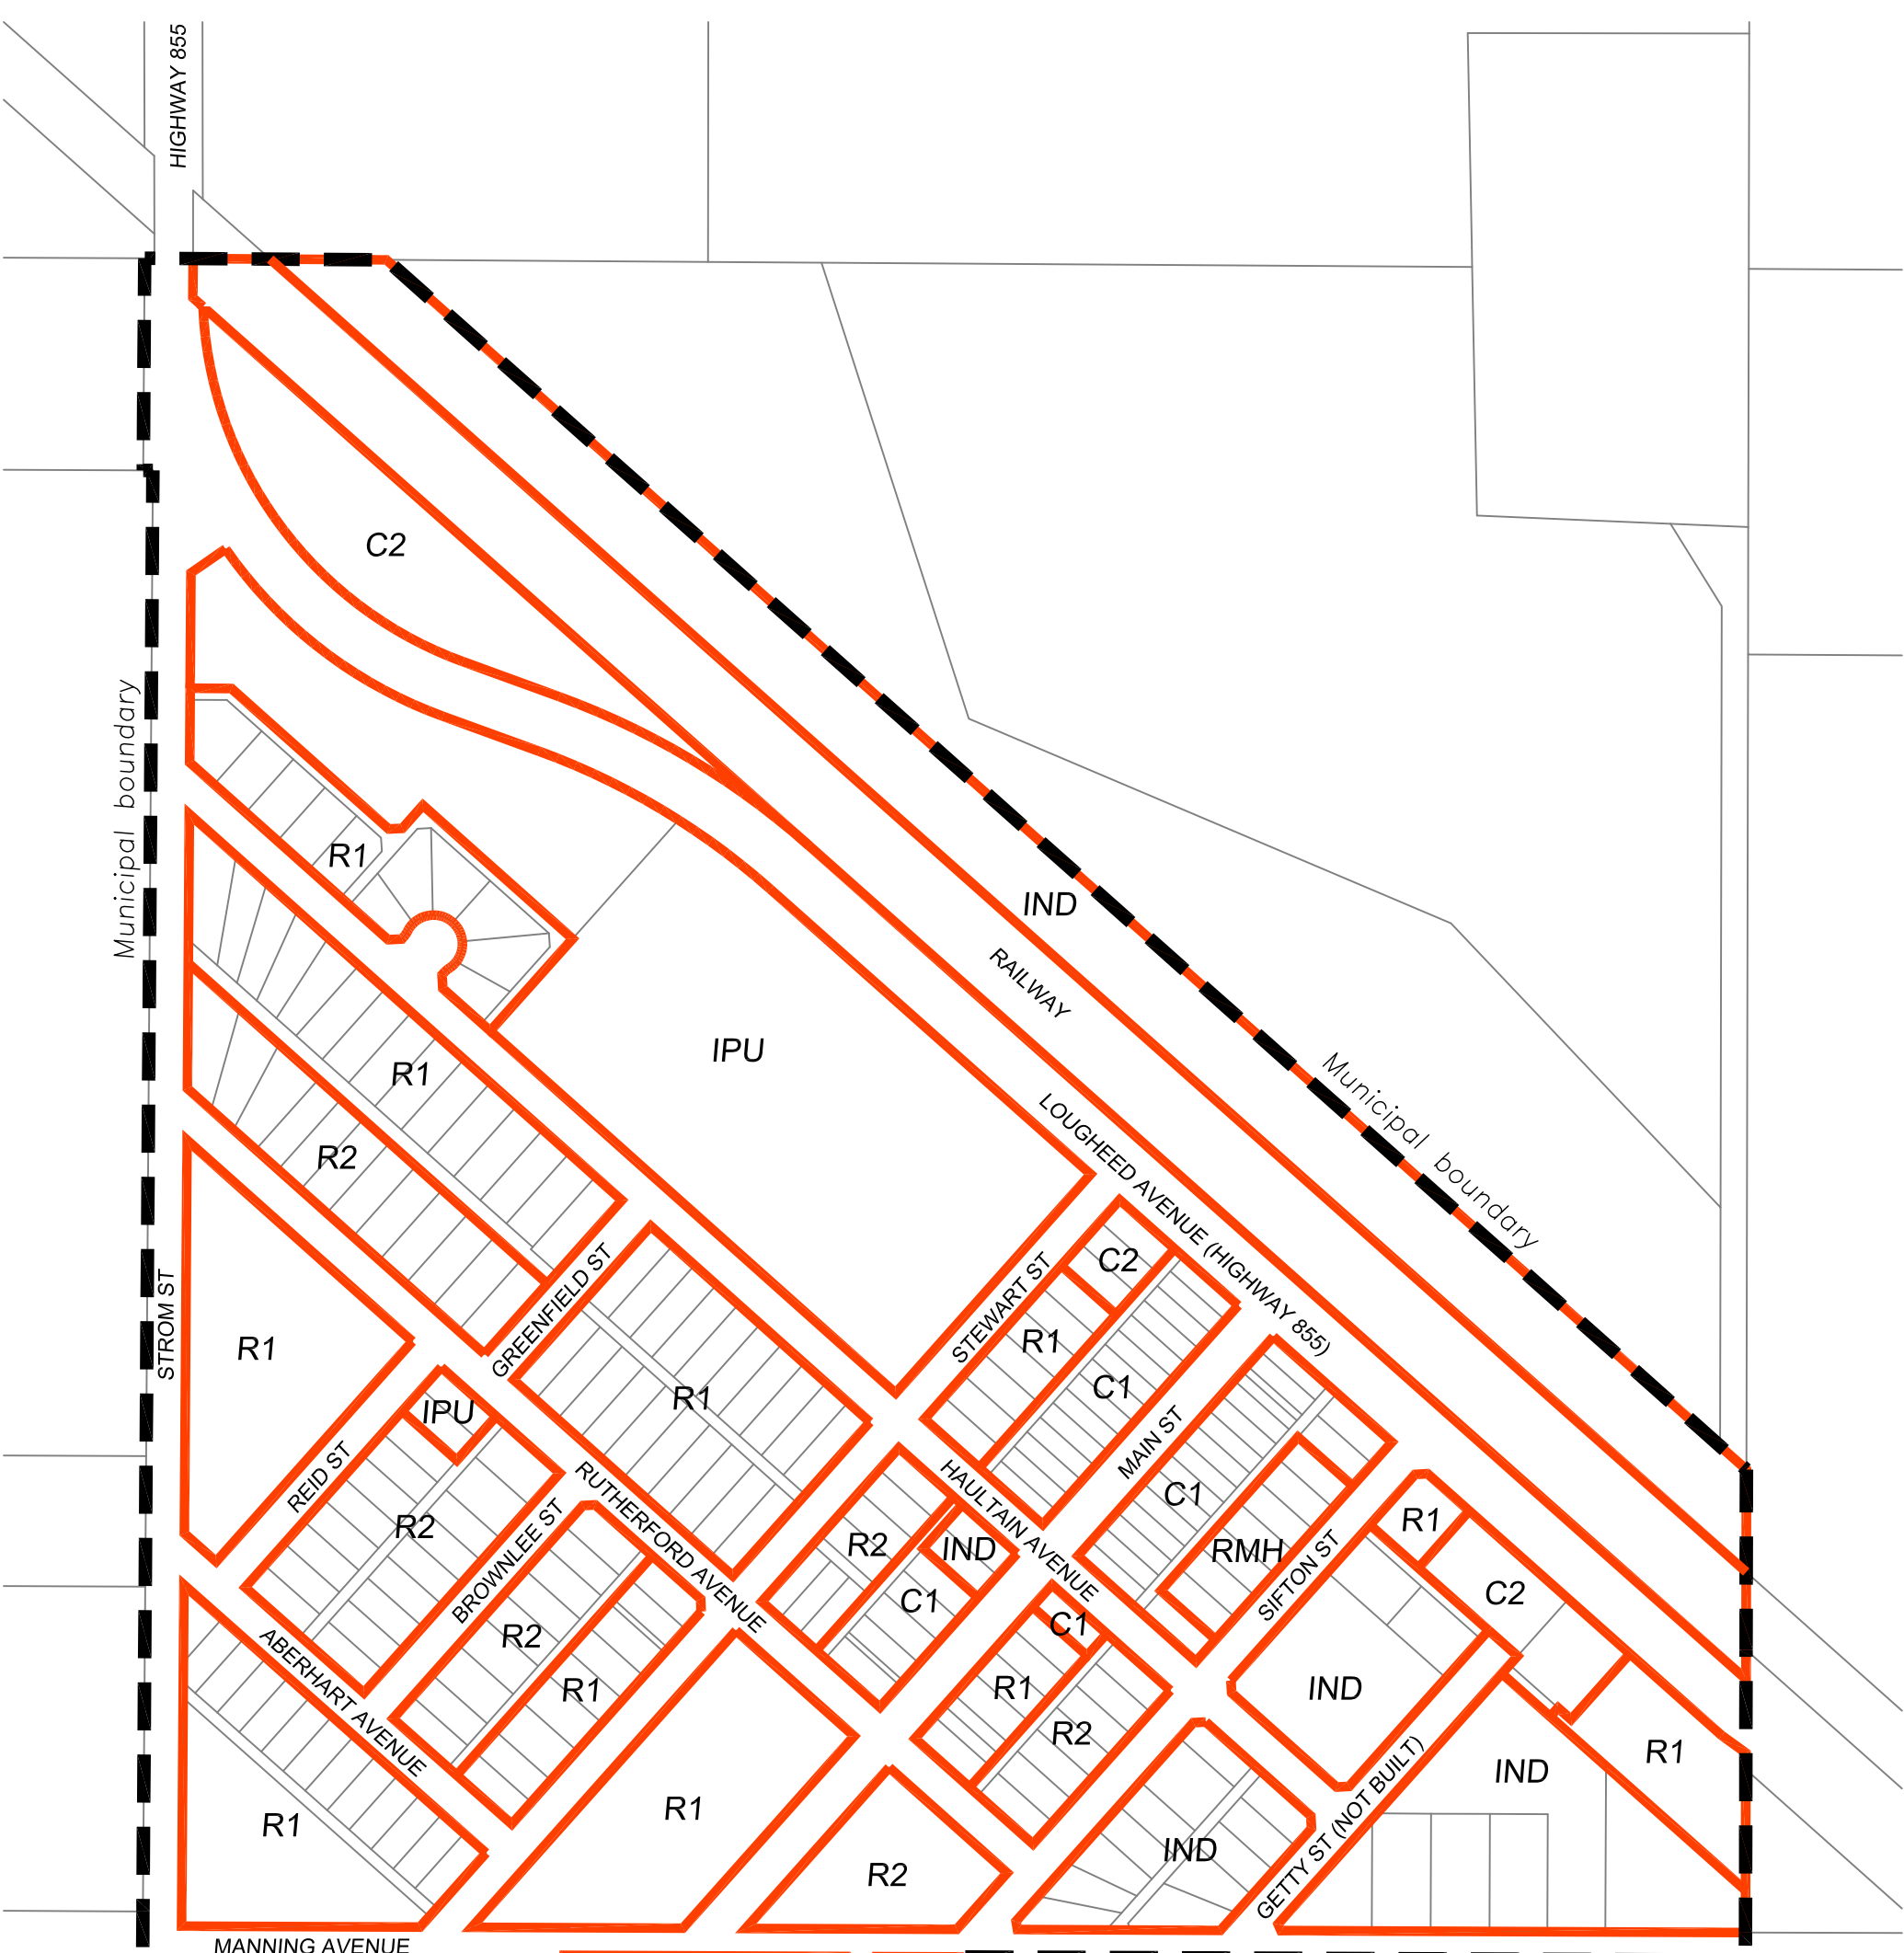 HIGHWAY 855
C2
Municipal boundary
R1
IND
RAILWAY
IPU
R1
Municipal boundary
LOUGHEED AVENUE (HIGHWAY 855)
R2
STROM ST
R1
GREENFIELD ST
C2
STEWART ST
R1
C1
R1
IPU
MAIN ST
REID ST
R2
RUTHERFORD AVENUE
HAULTAIN AVENUE
C1
R1
BROWNLEE ST
R2
IND
RMH
SIFTON ST
C2
C1
C1
ABERHART AVENUE
R2
R1
R1
IND
R2
R1
IND
R1
R1
R1
IND
GETTY ST (NOT BUILT)
R2
MANNING AVENUE